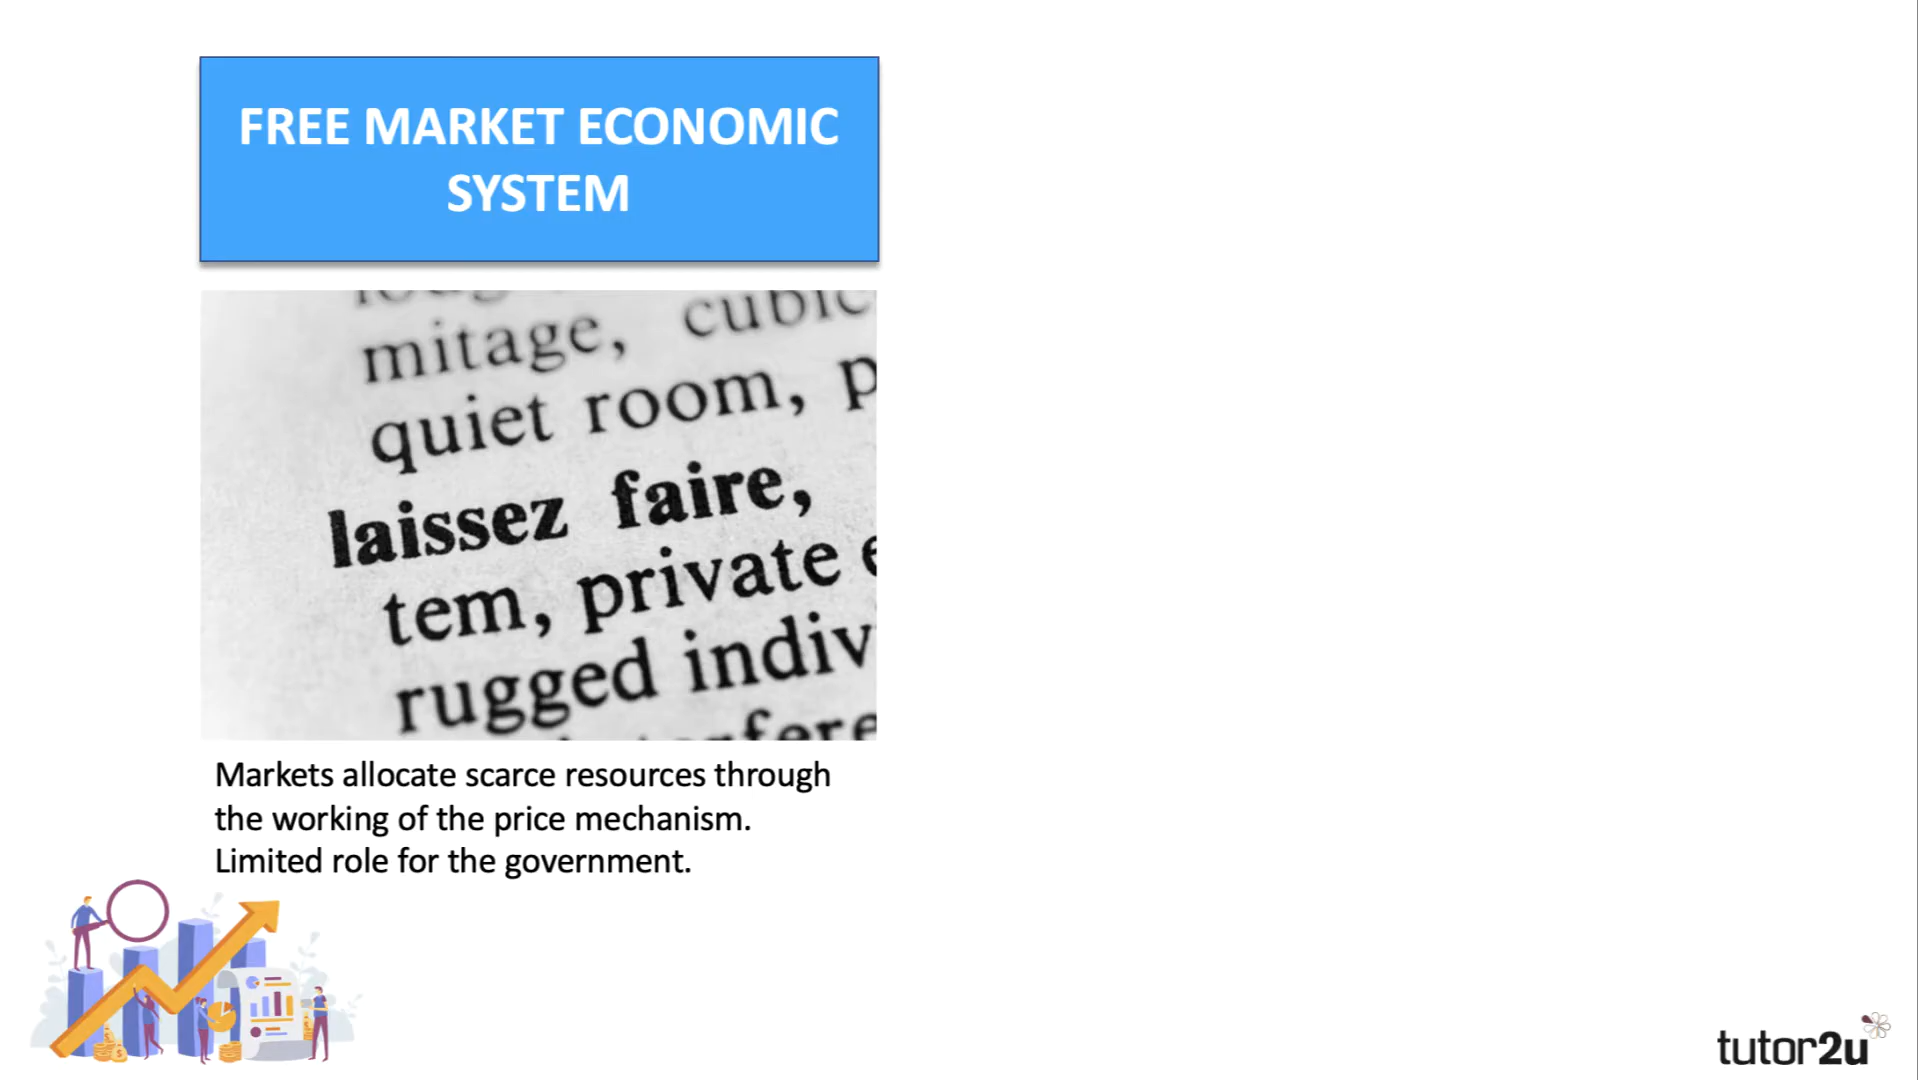 FREE MARKET ECONOMIC
SYSTEM
mitage, cubic
quiet room, p
laissez faire,
tem, private e
rugged indiv
terfere
Markets allocate scarce resources through
the working of the price mechanism.
Limited role for the government.
tutor2u